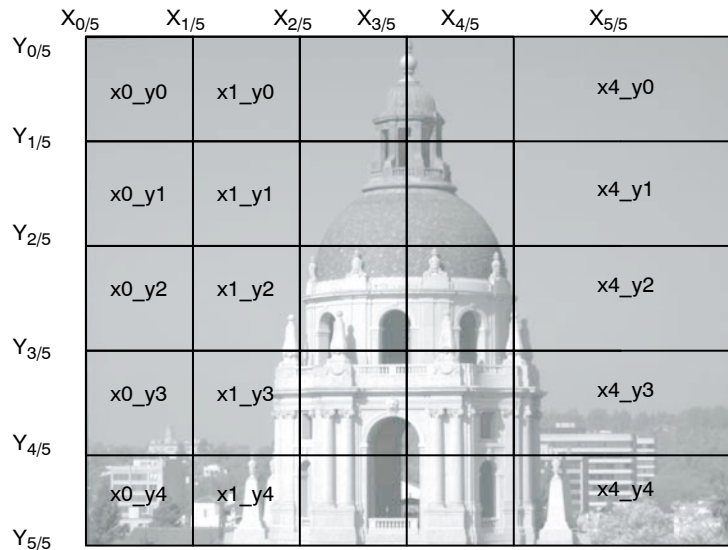 X0/5 X1/5 X2/5 X3/5 X4/5 X5/5
Y0/5
x0_y0 x1_y0 x4_y0
Y1/5
x0_y1 x1_y1 x4_y1
Y2/5
x0_y2 x1_y2 x4_y2
Y3/5
x0_y3 x1_y3 x4_y3
Y4/5
x0_y4 x1_y4 x4_y4
Y5/5